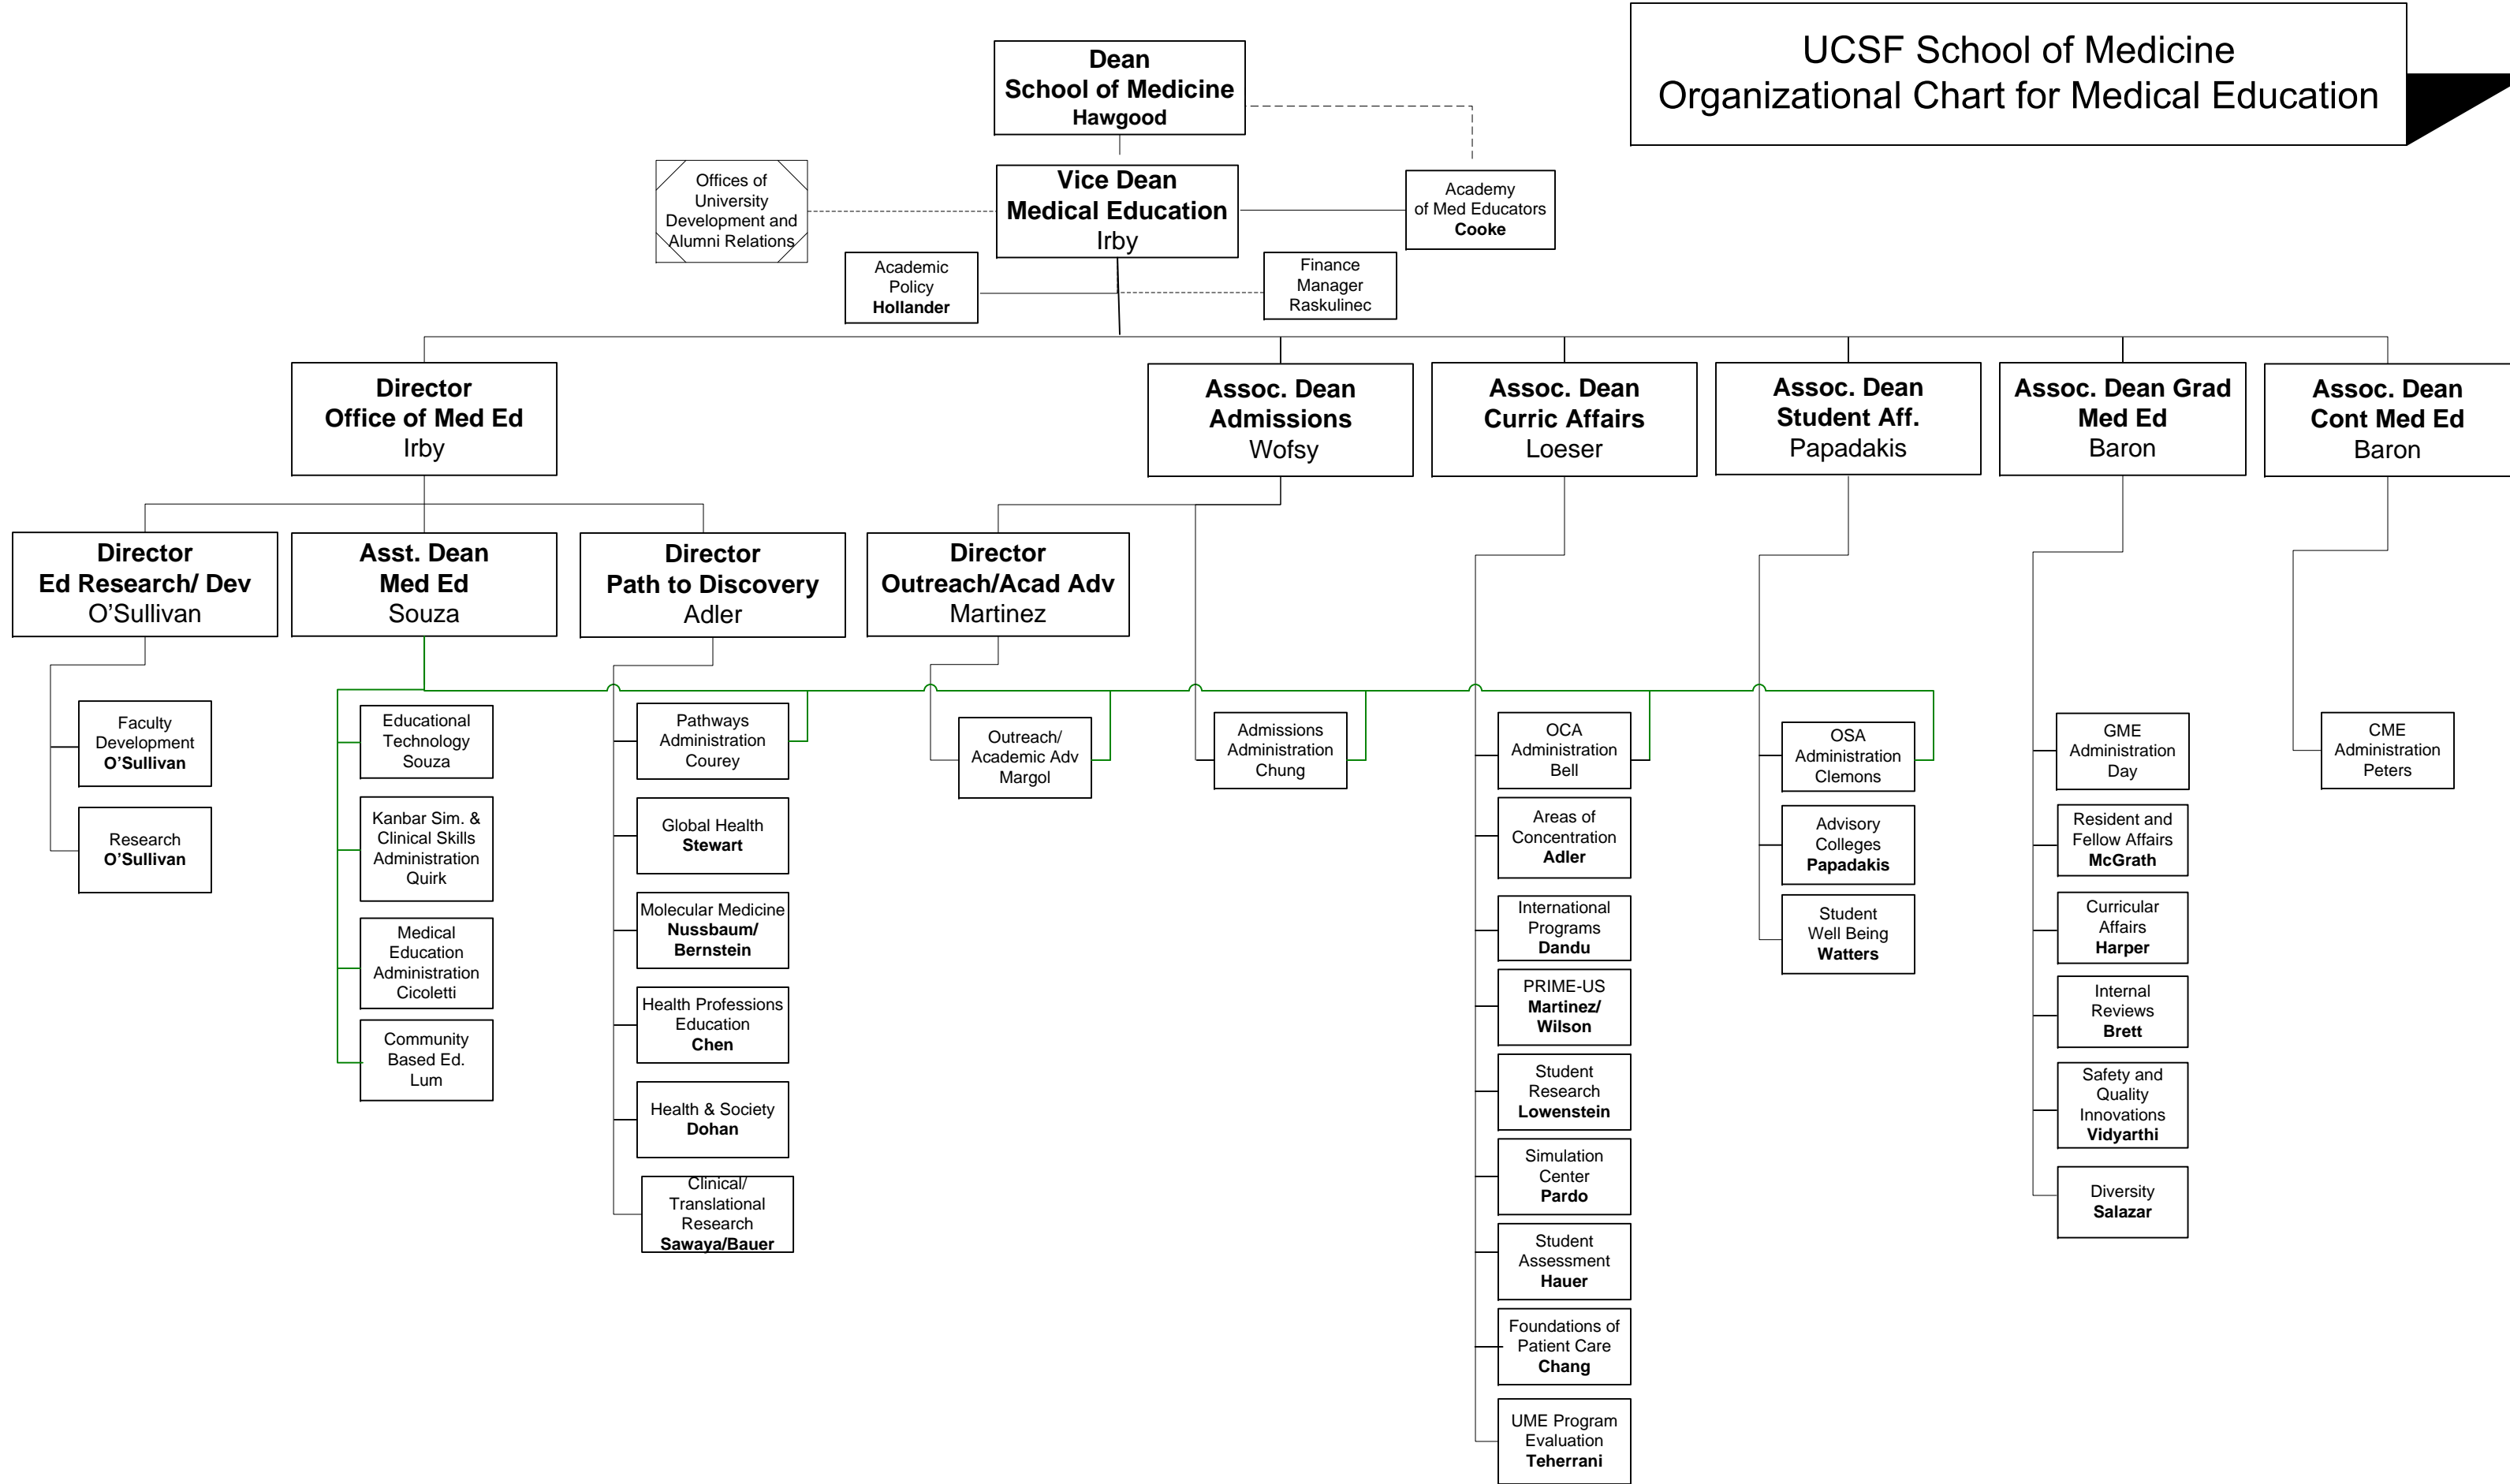 UCSF School of Medicine
Organizational Chart for Medical Education
Dean
School of Medicine
Hawgood
Offices of
University
Development and
Alumni Relations
Vice Dean
Medical Education
Irby
Academy
of Med Educators
Cooke
Academic
Policy
Hollander
Finance
Manager
Raskulinec
Director
Office of Med Ed
Irby
Assoc. Dean
Admissions
Wofsy
Assoc. Dean
Curric Affairs
Loeser
Assoc. Dean
Student Aff.
Papadakis
Assoc. Dean Grad
Med Ed
Baron
Assoc. Dean
Cont Med Ed
Baron
Director
Ed Research/ Dev
O'Sullivan
Asst. Dean
Med Ed
Souza
Director
Path to Discovery
Adler
Director
Outreach/Acad Adv
Martinez
Faculty
Development
O'Sullivan
Research
O'Sullivan
Educational
Technology
Souza
Kanbar Sim. &
Clinical Skills
Administration
Quirk
Medical
Education
Administration
Cicoletti
Community
Based Ed.
Lum
Pathways
Administration
Courey
Global Health
Stewart
Molecular Medicine
Nussbaum/
Bernstein
Health Professions
Education
Chen
Health & Society
Dohan
Clinical/
Translational
Research
Sawaya/Bauer
Outreach/
Academic Adv
Margol
Admissions
Administration
Chung
OCA
Administration
Bell
Areas of
Concentration
Adler
International
Programs
Dandu
PRIME-US
Martinez/
Wilson
Student
Research
Lowenstein
Simulation
Center
Pardo
Student
Assessment
Hauer
Foundations of
Patient Care
Chang
UME Program
Evaluation
Teherrani
OSA
Administration
Clemons
Advisory
Colleges
Papadakis
Student
Well Being
Watters
GME
Administration
Day
Resident and
Fellow Affairs
McGrath
Curricular
Affairs
Harper
Internal
Reviews
Brett
Safety and
Quality
Innovations
Vidyarthi
Diversity
Salazar
CME
Administration
Peters